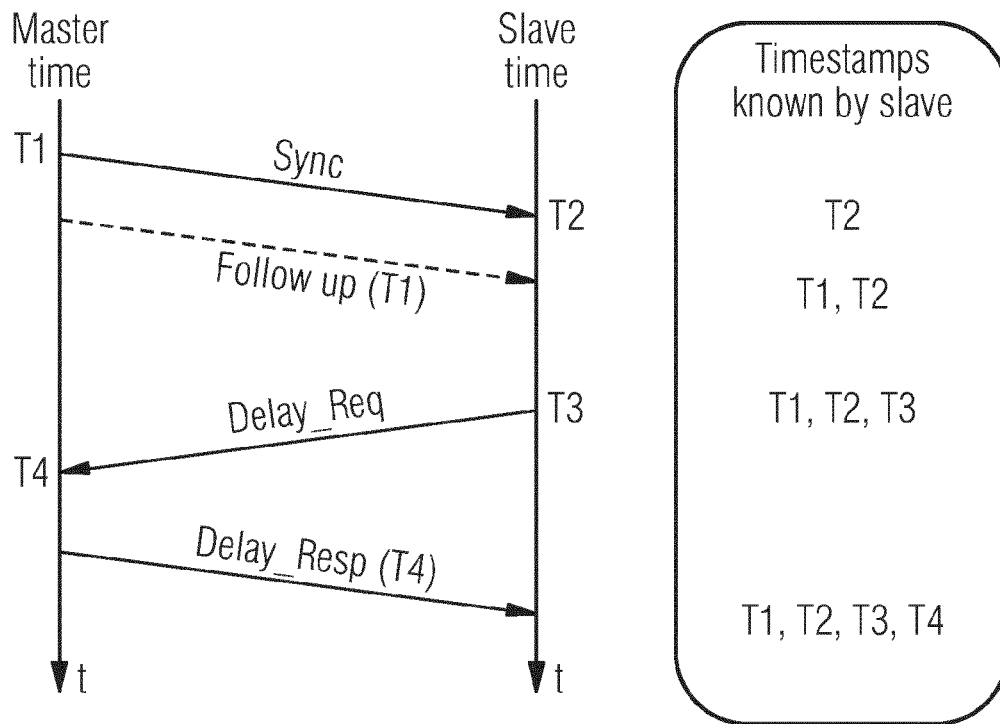 Master
time
Slave
time
Timestamps
known by slave
T1
Sync
T2
T2
Follow up (T1)
T1, T2
Delay_Req
T3
T1, T2, T3
T4
Delay_Resp (T4)
T1, T2, T3, T4
t
t